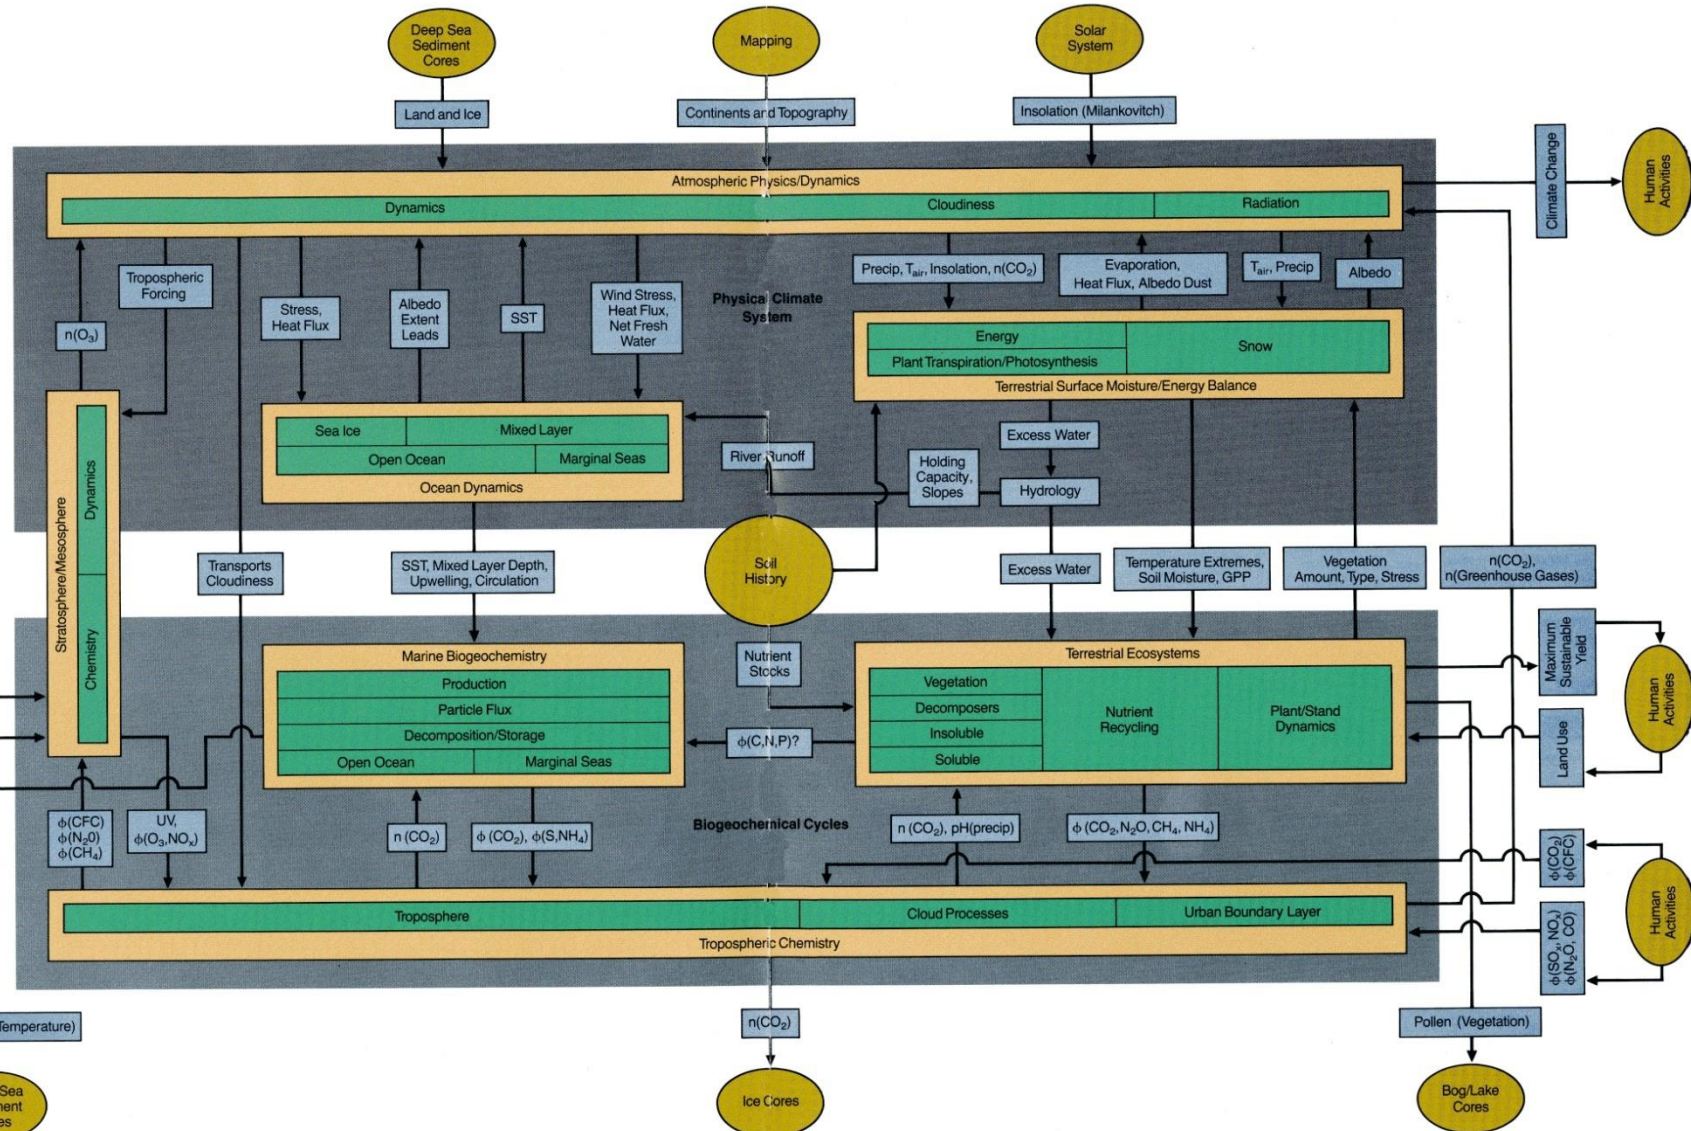 Deep Sea
Sediment
Cores
Mapping
Solar
System
Land and Ice
Continents and Topography
Insolation (Milankovitch)
Climate Change
Human
Activities
Atmospheric Physics/Dynamics
Dynamics
Cloudiness
Radiation
Tropospheric
Forcing
n(O₃)
Stress,
Heat Flux
Albedo
Extent
Leads
SST
Wind Stress,
Heat Flux,
Net Fresh
Water
Physical Climate
System
Precip, Tair, Insolation, n(CO₂)
Evaporation,
Heat Flux, Albedo Dust
Tair, Precip
Albedo
Energy
Plant Transpiration/Photosynthesis
Snow
Terrestrial Surface Moisture/Energy Balance
Sea Ice
Mixed Layer
Open Ocean
Marginal Seas
Ocean Dynamics
River Runoff
Excess Water
Holding
Capacity,
Slopes
Hydrology
Stratosphere/Mesosphere
Dynamics
Chemistry
Transports
Cloudiness
SST, Mixed Layer Depth,
Upwelling, Circulation
Soil
History
Excess Water
Temperature Extremes,
Soil Moisture, GPP
Vegetation
Amount, Type, Stress
n(CO₂),
n(Greenhouse Gases)
Marine Biogeochemistry
Production
Particle Flux
Decomposition/Storage
Open Ocean
Marginal Seas
Nutrient
Stocks
ϕ(C,N,P)?
Terrestrial Ecosystems
Vegetation
Decomposers
Insoluble
Soluble
Nutrient
Recycling
Plant/Stand
Dynamics
Maximum
Sustainable
Yield
Human
Activities
Land Use
ϕ(CFC)
ϕ(N₂0)
ϕ(CH₄)
UV,
ϕ(O₃,NOₓ)
n(CO₂)
ϕ(CO₂), ϕ(S,NH₄)
Biogeochemical Cycles
n(CO₂), pH(precip)
ϕ(CO₂, N₂O, CH₄, NH₄)
ϕ(CO₂)
ϕ(CFC)
Human
Activities
ϕ(SOₓ, NOₓ)
ϕ(N₂O, CO)
Troposphere
Cloud Processes
Urban Boundary Layer
Tropospheric Chemistry
Temperature)
n(CO₂)
Pollen (Vegetation)
Sea
Ice Cores
Bog/Lake
Cores